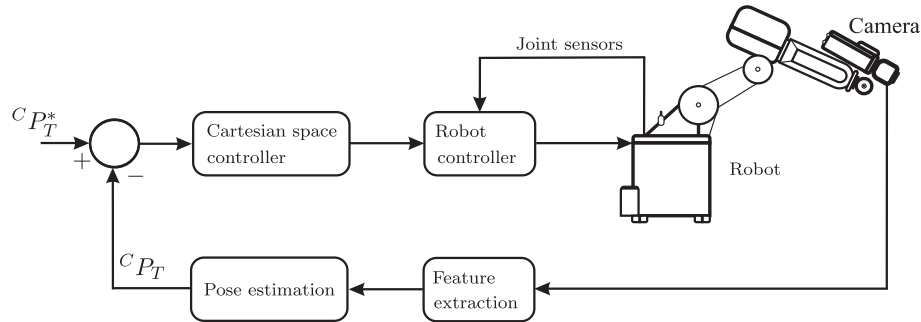 Camera
Joint sensors
^C P_T^*
+
−
Cartesian space
controller
Robot
controller
Robot
^C P_T
Pose estimation
Feature
extraction